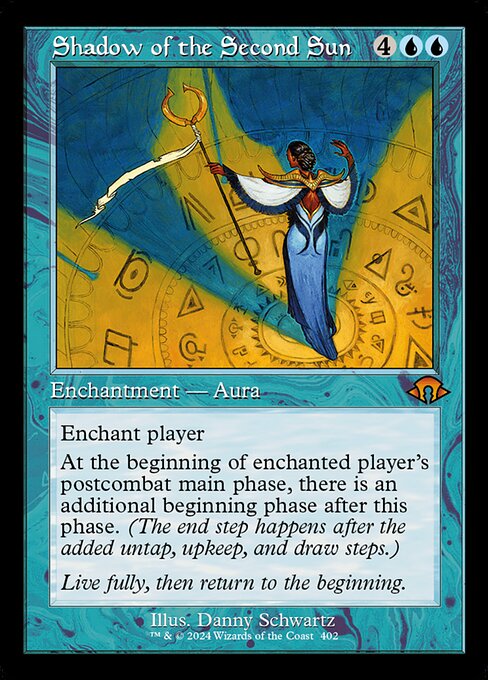 Shadow of the Second Sun 4
Enchantment — Aura
Enchant player
At the beginning of enchanted player's
postcombat main phase, there is an
additional beginning phase after this
phase. (The end step happens after the
added untap, upkeep, and draw steps.)
Live fully, then return to the beginning.
Illus. Danny Schwartz
™ & © 2024 Wizards of the Coast 402